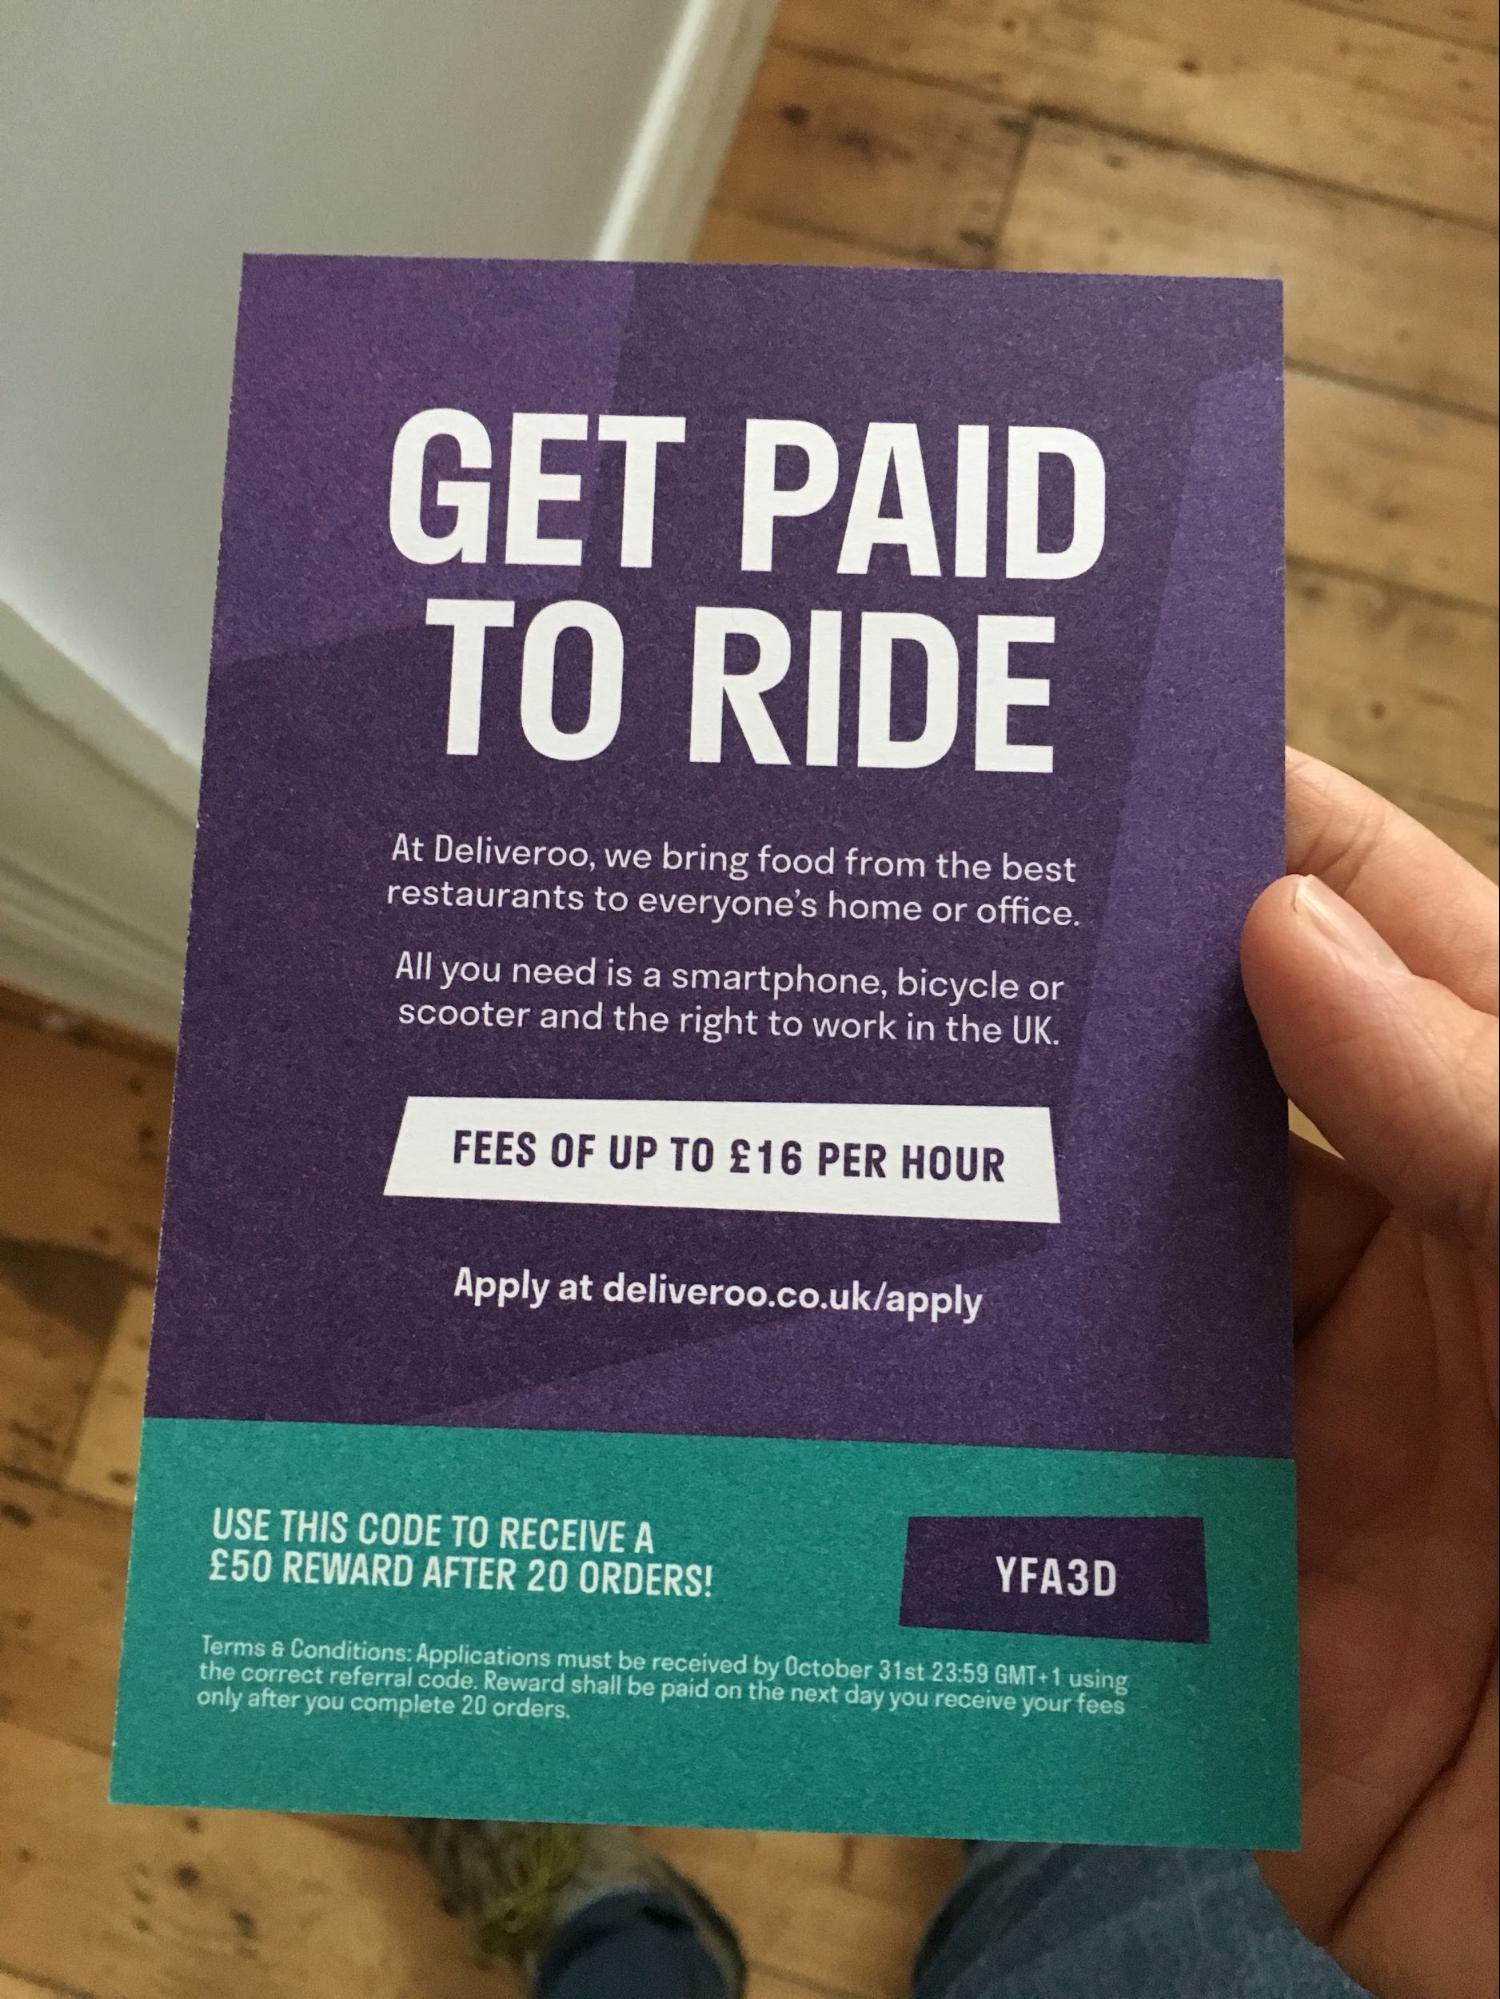 GET PAID
TO RIDE
At Deliveroo, we bring food from the best
restaurants to everyone's home or office.
All you need is a smartphone, bicycle or
scooter and the right to work in the UK.
FEES OF UP TO £16 PER HOUR
Apply at deliveroo.co.uk/apply
USE THIS CODE TO RECEIVE A
£50 REWARD AFTER 20 ORDERS!
YFA3D
Terms & Conditions: Applications must be received by October 31st 23:59 GMT+1 using
the correct referral code. Reward shall be paid on the next day you receive your fees
only after you complete 20 orders.